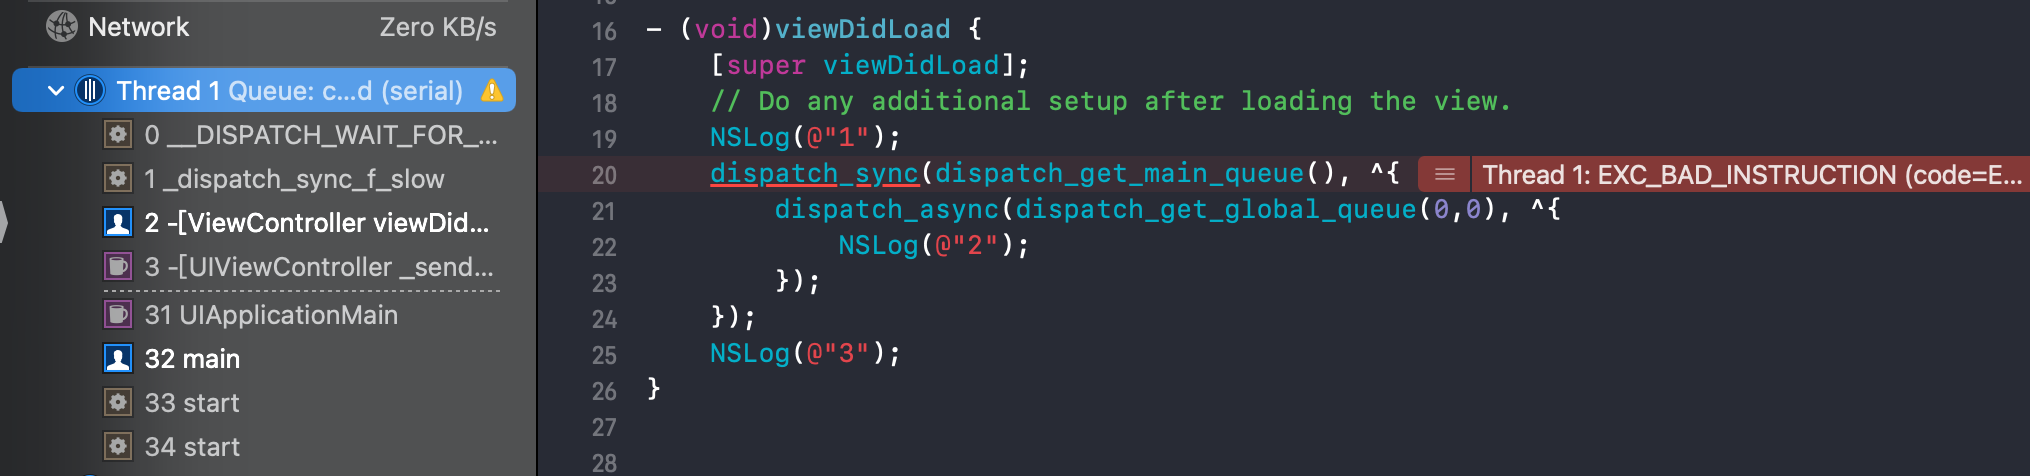 Network Zero KB/s
Thread 1 Queue: c...d (serial)
0 __DISPATCH_WAIT_FOR_...
1 _dispatch_sync_f_slow
2 -[ViewController viewDid...
3 -[UIViewController _send...
31 UIApplicationMain
32 main
33 start
34 start
16 - (void)viewDidLoad {
17 [super viewDidLoad];
18 // Do any additional setup after loading the view.
19 NSLog(@"1");
20 dispatch_sync(dispatch_get_main_queue(), ^{ Thread 1: EXC_BAD_INSTRUCTION (code=E...
21 dispatch_async(dispatch_get_global_queue(0,0), ^{
22 NSLog(@"2");
23 });
24 });
25 NSLog(@"3");
26 }
27
28